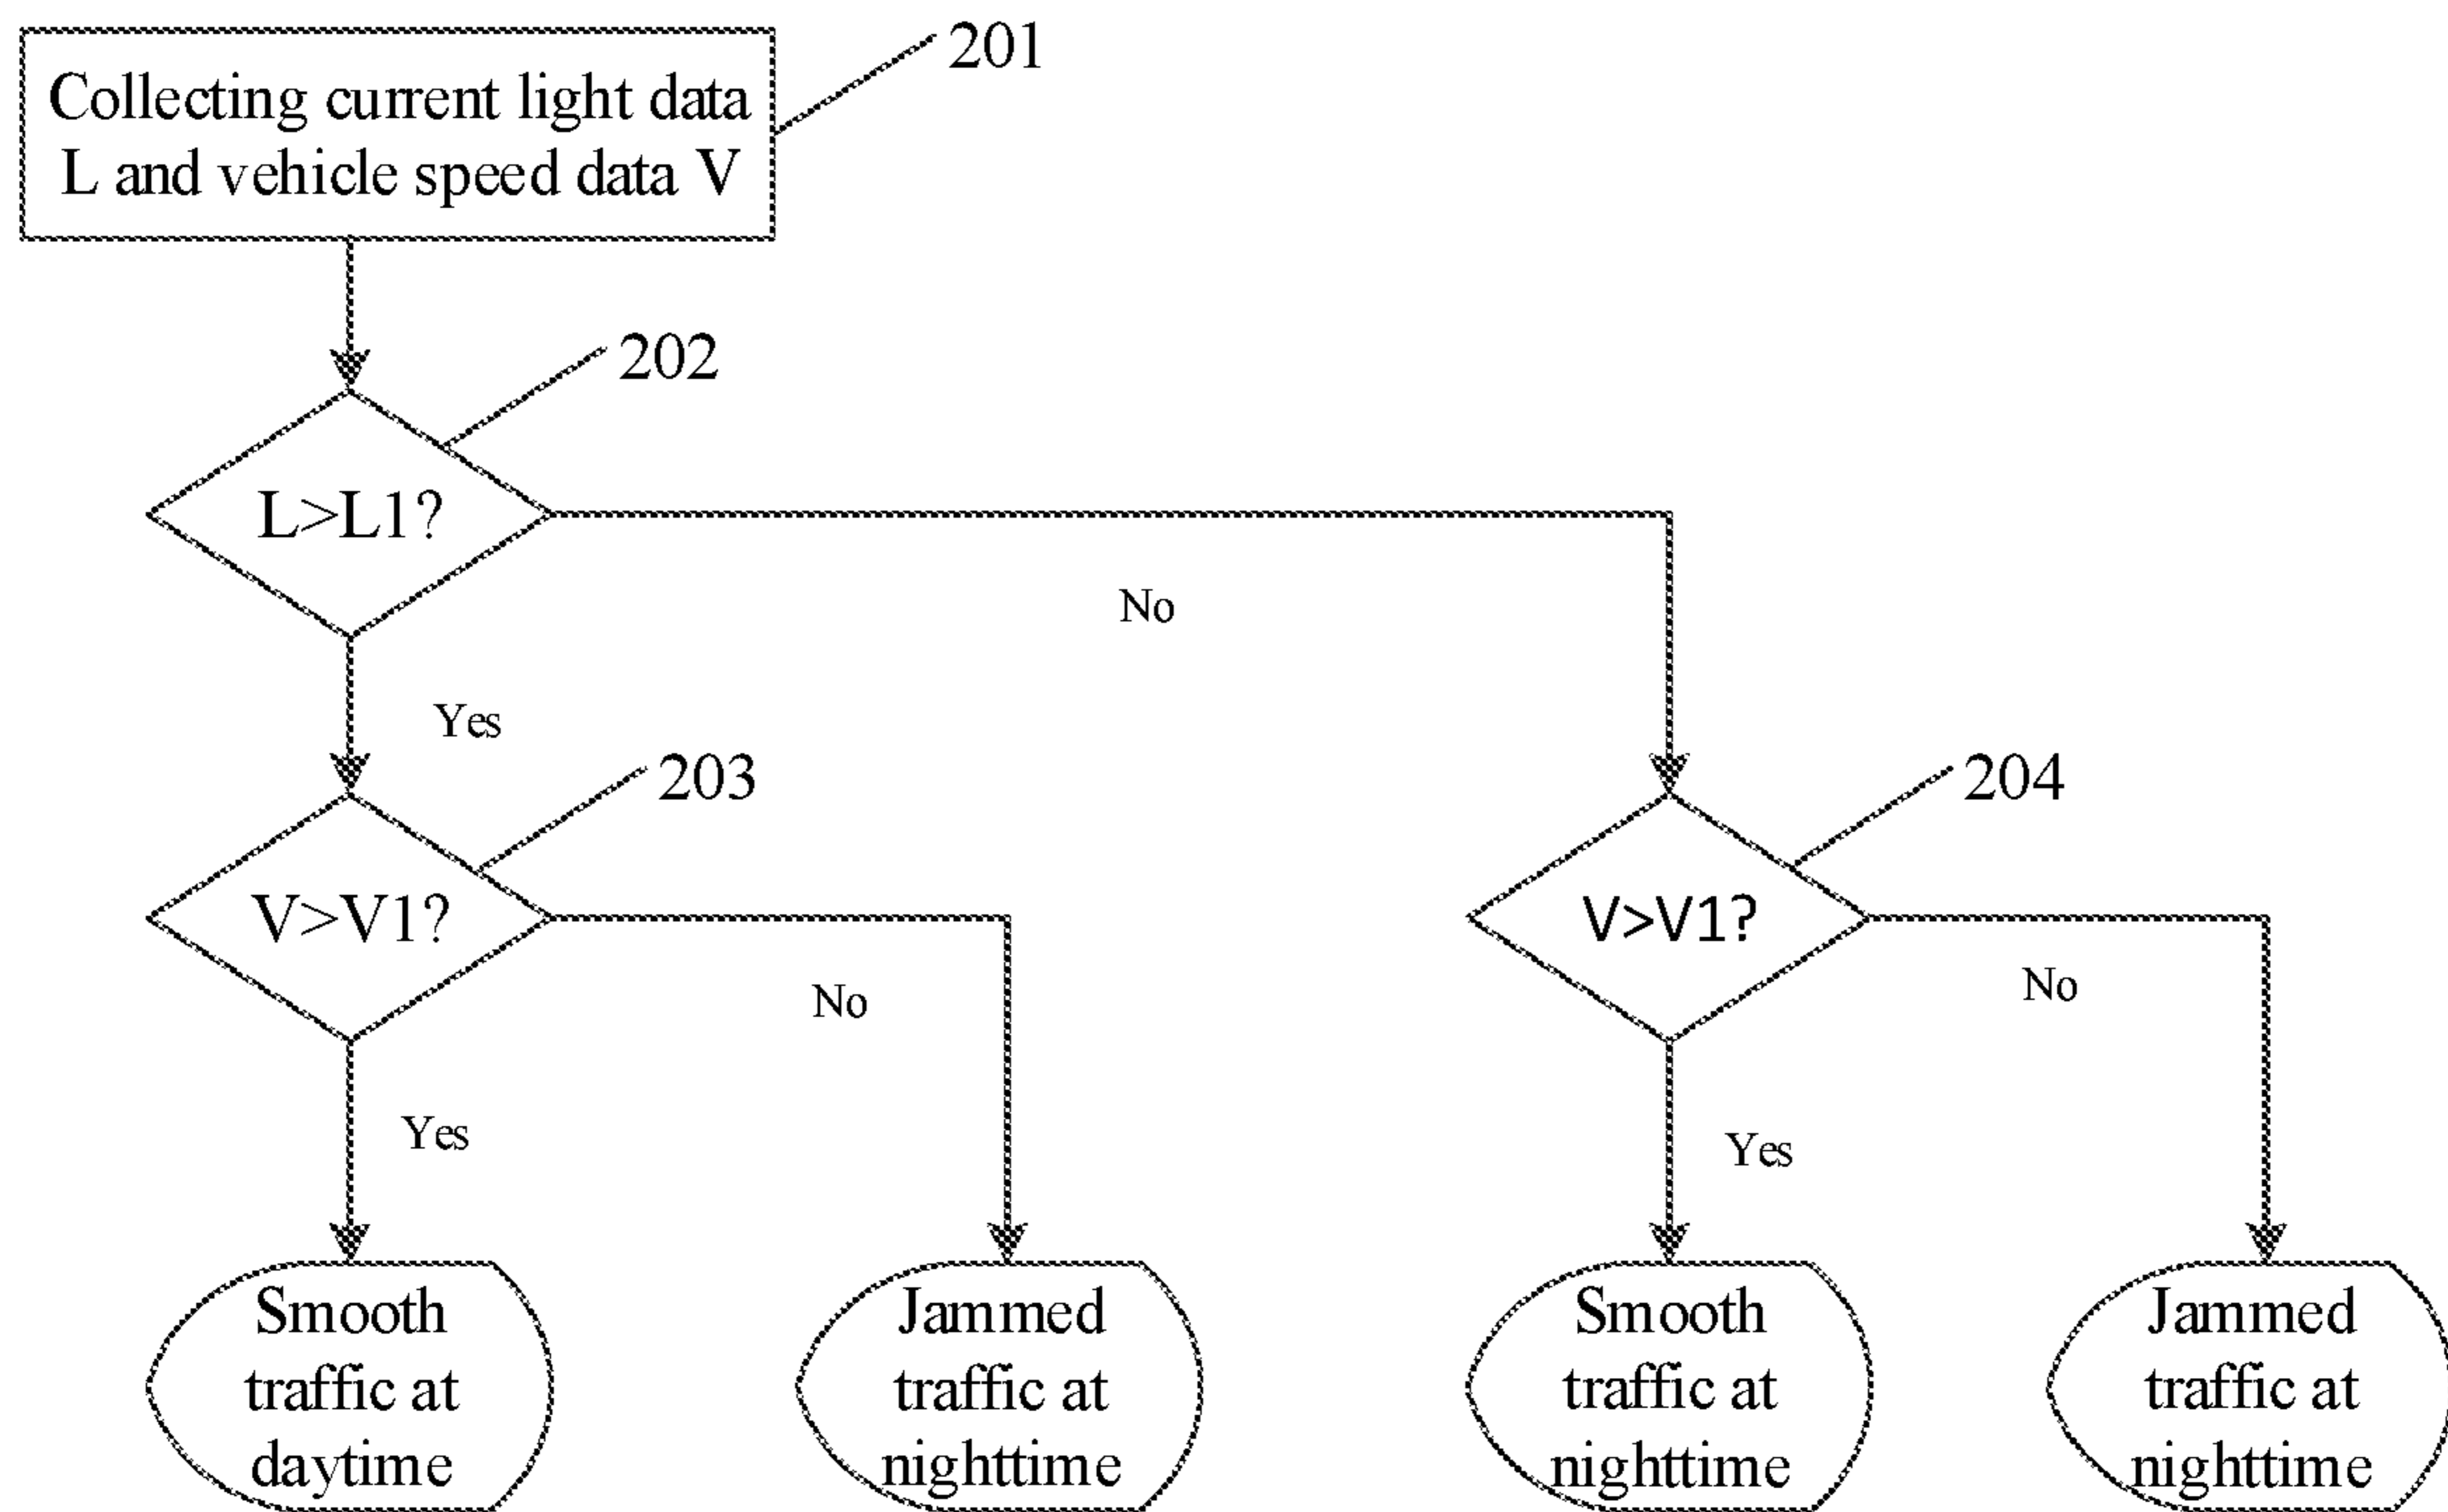 Collecting current light data
L and vehicle speed data V
201
202
L>L1?
No
Yes
203
204
V>V1?
V>V1?
No
No
Yes
Yes
Smooth
traffic at
daytime
Jammed
traffic at
nighttime
Smooth
traffic at
nighttime
Jammed
traffic at
nighttime